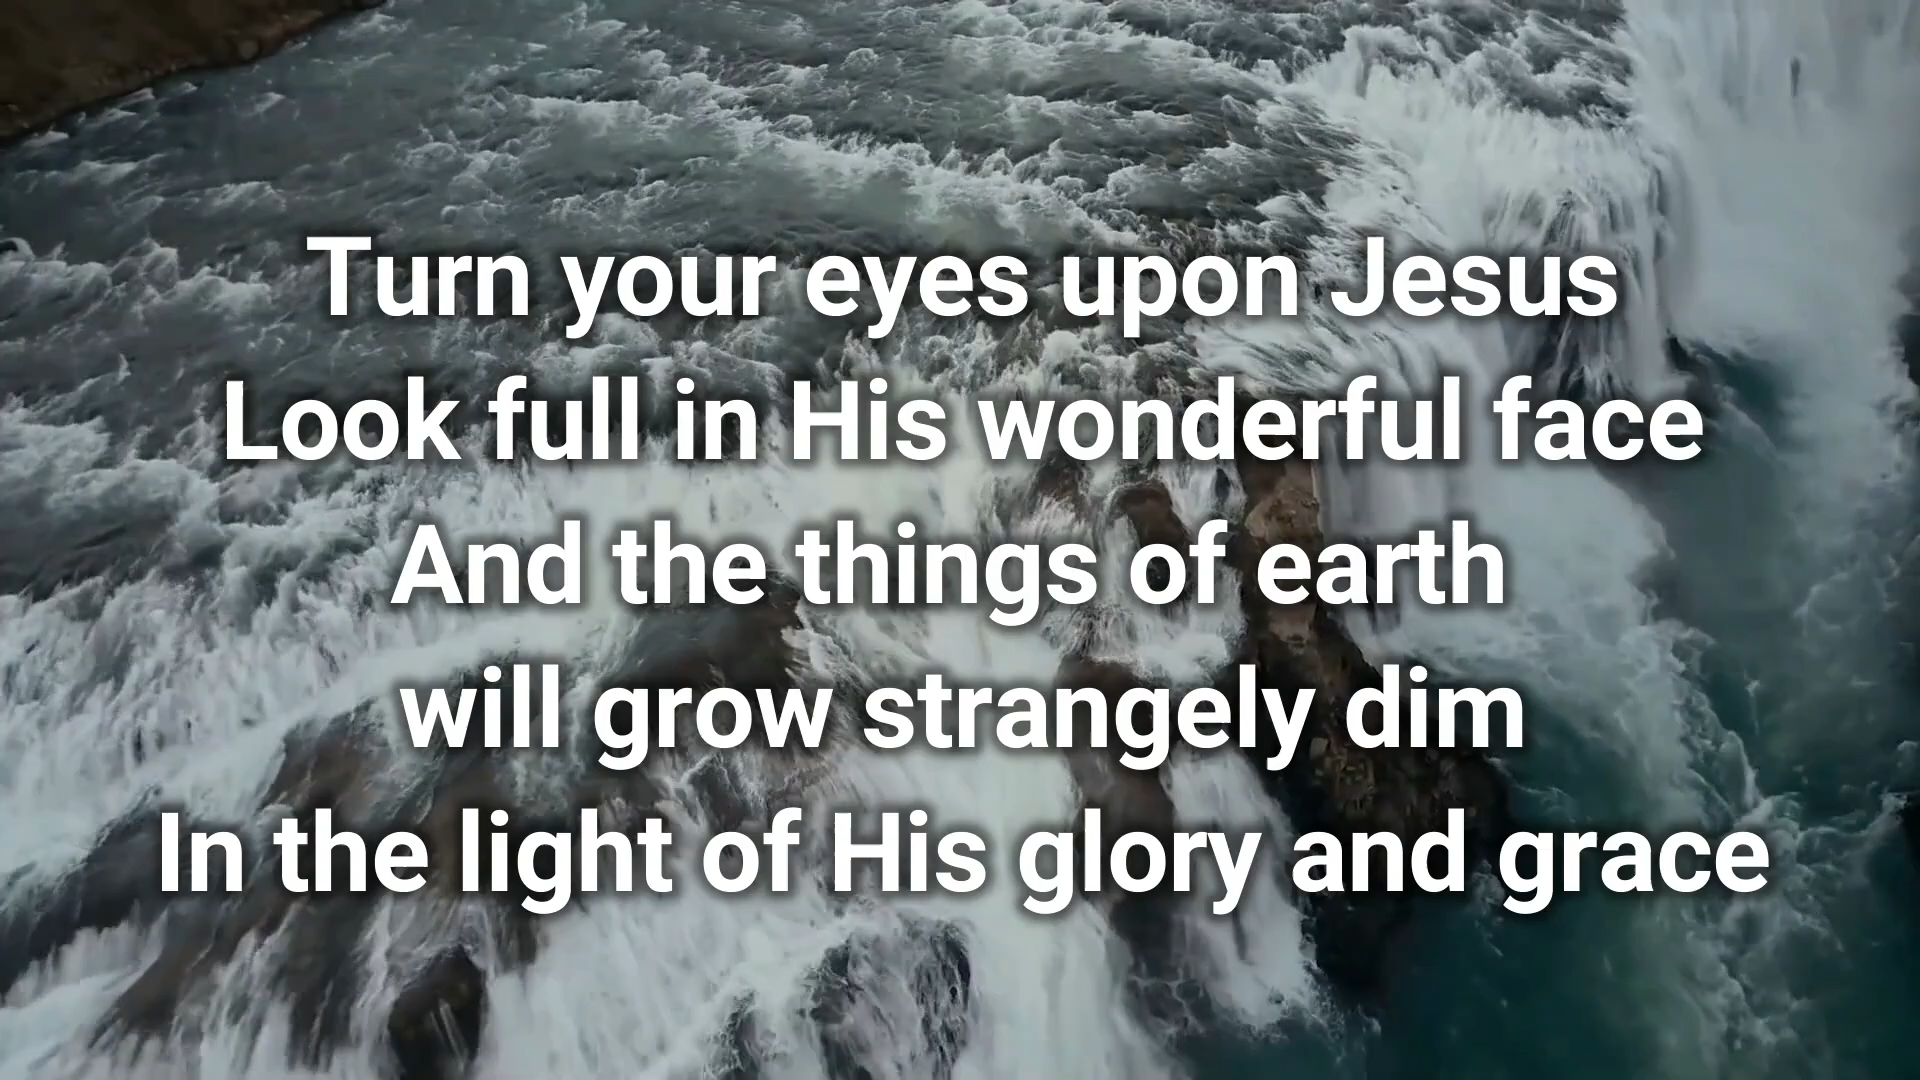 Turn your eyes upon Jesus
Look full in His wonderful face
And the things of earth
will grow strangely dim
In the light of His glory and grace